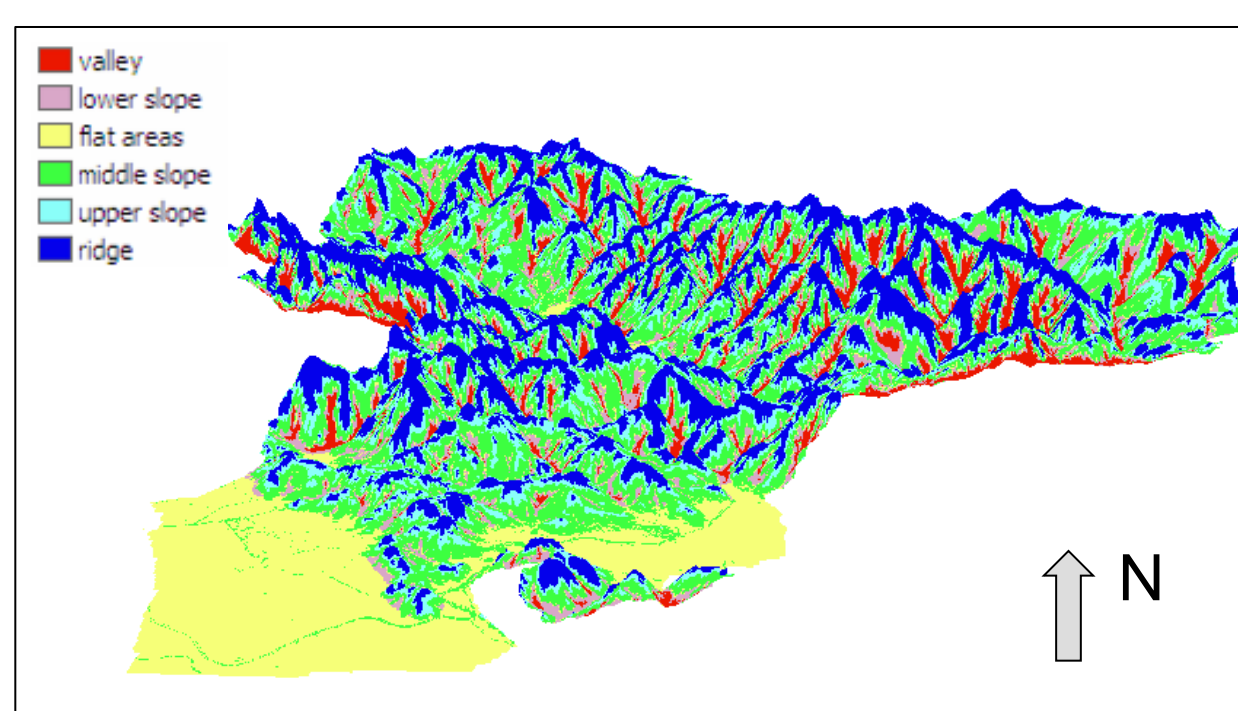 valley
lower slope
flat areas
middle slope
upper slope
ridge
N